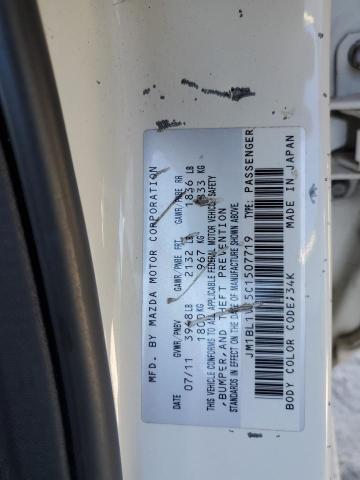 MFD. BY MAZDA MOTOR CORPORATION
DATE GVWR/PNBV GAWR/PNBE FRT GAWR/PNBE RR
07/11 3968LB 2132 LB 1836 LB
1800KG 967 KG 833 KG
THIS VEHICLE CONFORMS TO ALL APPLICABLE FEDERAL MOTOR VEHICLE SAFETY
,BUMPER,AND THEFT PREVENTION
STANDARDS IN EFFECT ON THE DATE OF MANUFACTURE SHOWN ABOVE.
5C1507719 TYPE: PASSENGER
BODY COLOR CODE;34K MADE IN JAPAN